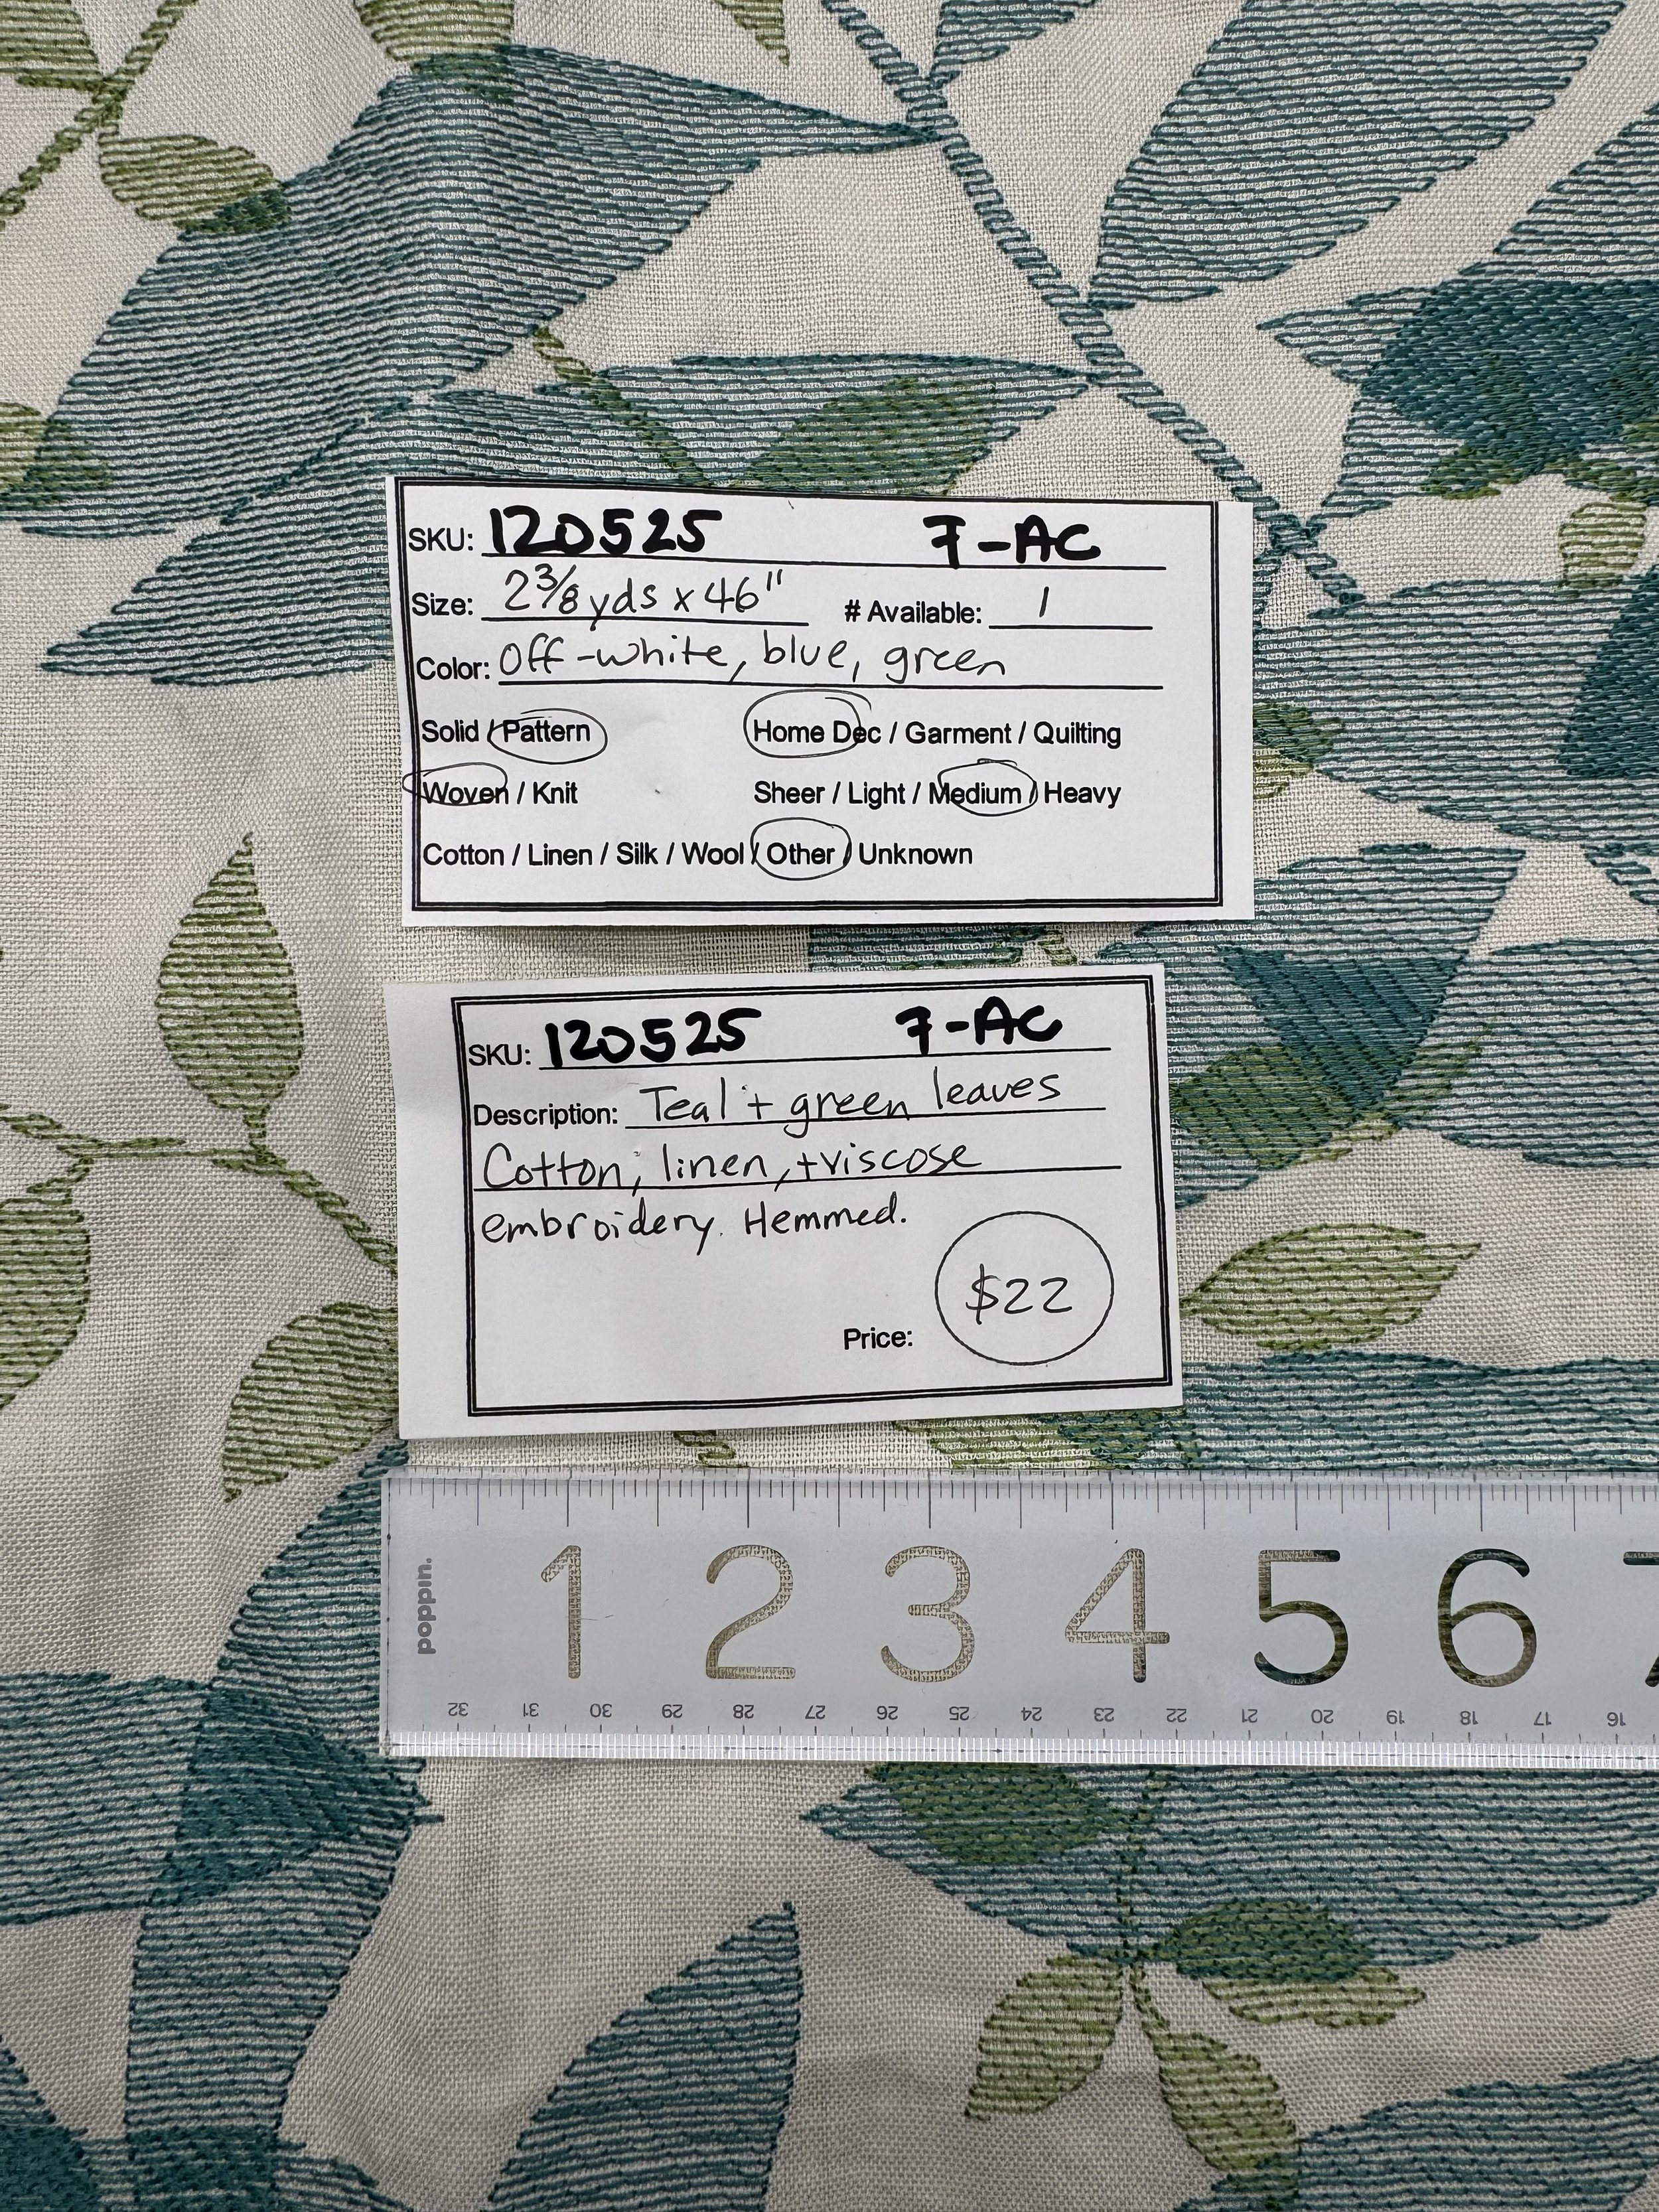 SKU: 120525 7-AC
Size: 2 3/8 yds x 46" # Available: 1
Color: Off-white, blue, green
Solid / Pattern Home Dec / Garment / Quilting
Woven / Knit Sheer / Light / Medium / Heavy
Cotton / Linen / Silk / Wool / Other / Unknown
SKU: 120525 7-AC
Description: Teal + green leaves
Cotton, linen, + viscose
embroidery. Hemmed.
$22
Price:
poppin.
1 2 3 4 5 6 7
32 31 30 29 28 27 26 25 24 23 22 21 20 19 18 17 16